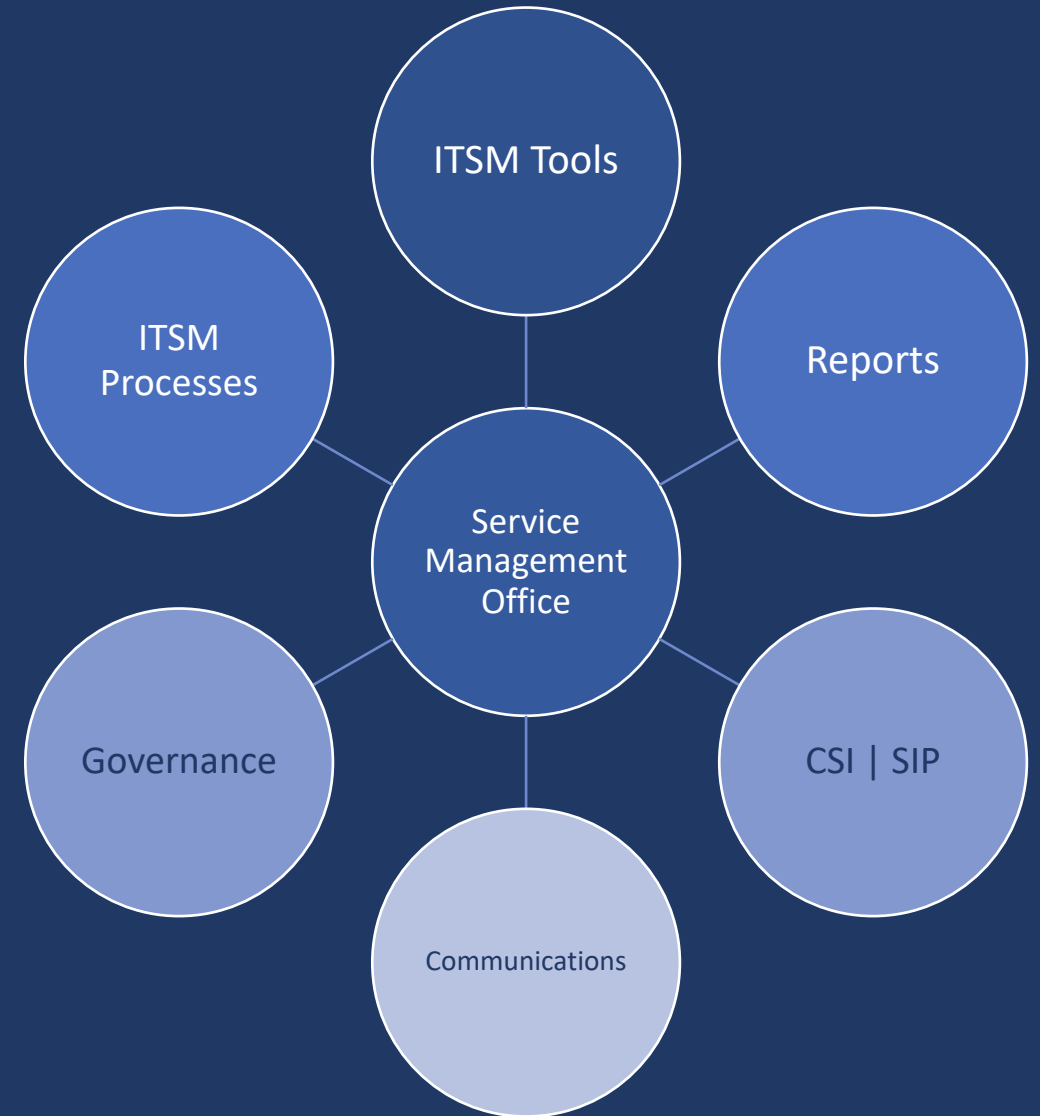 ITSM Tools
Reports
CSI | SIP
Communications
Governance
ITSM
Processes
Service
Management
Office